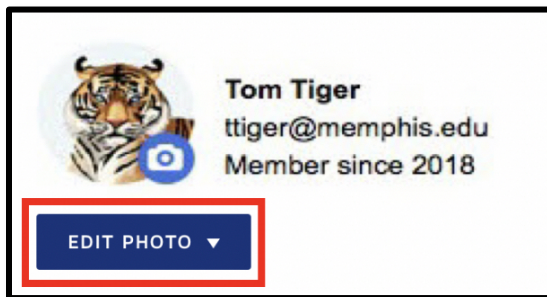 Tom Tiger
ttiger@memphis.edu
Member since 2018
EDIT PHOTO ▼